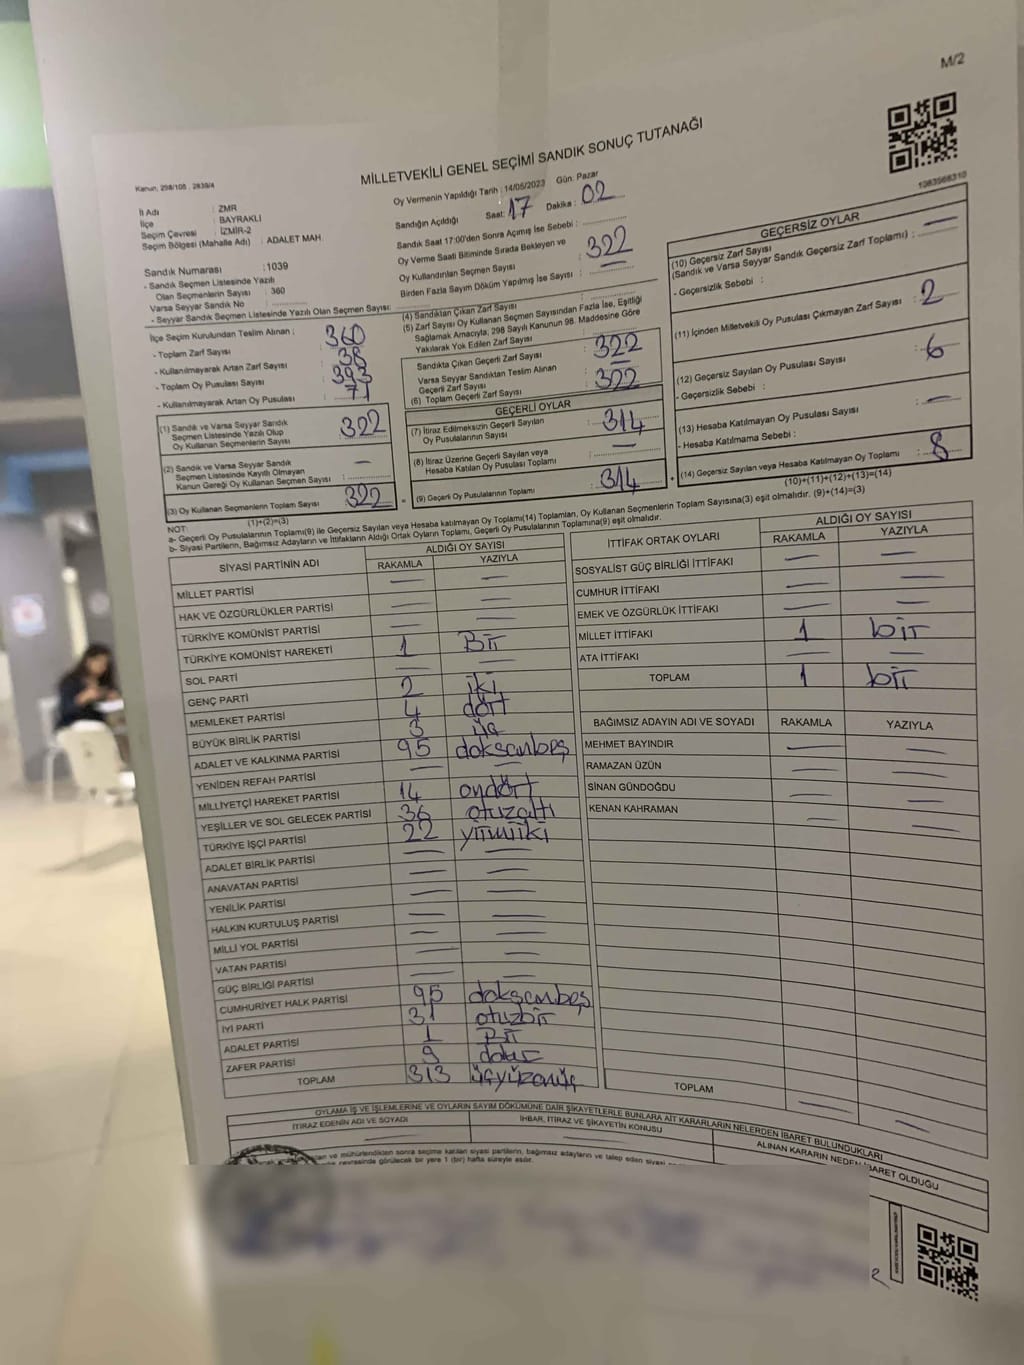 M/2
MİLLETVEKİLİ GENEL SEÇİMİ SANDIK SONUÇ TUTANAĞI
Kanun, 298/105 , 2839/4
1083568310
İl Adı : ZMR
İlçe : BAYRAKLI
Seçim Çevresi : İZMİR-2
Seçim Bölgesi (Mahalle Adı) : ADALET MAH.
Sandık Numarası :1039
- Sandık Seçmen Listesinde Yazılı
Olan Seçmenlerin Sayısı : 360
Varsa Seyyar Sandık No :
- Seyyar Sandık Seçmen Listesinde Yazılı Olan Seçmen Sayısı:
Oy Vermenin Yapıldığı Tarih : 14/05/2023 Gün. Pazar
Sandığın Açıldığı Saat: 17 Dakika : 02
Sandık Saat 17:00'den Sonra Açımış İse Sebebi :
Oy Verme Saati Bitiminde Sırada Bekleyen ve
Oy Kullandırılan Seçmen Sayısı : 322
Birden Fazla Sayım Döküm Yapılmış İse Sayısı :
İlçe Seçim Kurulundan Teslim Alınan :
- Toplam Zarf Sayısı : 360
- Kullanılmayarak Artan Zarf Sayısı : 38
- Toplam Oy Pusulası Sayısı : 393
- Kullanılmayarak Artan Oy Pusulası : 71
(1) Sandık ve Varsa Seyyar Sandık
Seçmen Listesinde Yazılı Olup
Oy Kullanan Seçmenlerin Sayısı : 322
(2) Sandık ve Varsa Seyyar Sandık
Seçmen Listesinde Kayıtlı Olmayan
Kanun Gereği Oy Kullanan Seçmen Sayısı : —
(3) Oy Kullanan Seçmenlerin Toplam Sayısı : 322
(1)+(2)=(3)
(4) Sandıktan Çıkan Zarf Sayısı :
(5) Zarf Sayısı Oy Kullanan Seçmen Sayısından Fazla İse, Eşitliği
Sağlamak Amacıyla; 298 Sayılı Kanunun 98. Maddesine Göre
Yakılarak Yok Edilen Zarf Sayısı :
Sandıkta Çıkan Geçerli Zarf Sayısı : 322
Varsa Seyyar Sandıktan Teslim Alınan
Geçerli Zarf Sayısı :
(6) Toplam Geçerli Zarf Sayısı : 322
GEÇERLİ OYLAR
(7) İtiraz Edilmeksizin Geçerli Sayılan
Oy Pusulalarının Sayısı : 314
(8) İtiraz Üzerine Geçerli Sayılan veya
Hesaba Katılan Oy Pusulası Toplamı : —
(9) Geçerli Oy Pusulalarının Toplamı : 314
GEÇERSİZ OYLAR
(10) Geçersiz Zarf Sayısı
(Sandık ve Varsa Seyyar Sandık Geçersiz Zarf Toplamı) : —
- Geçersizlik Sebebi :
(11) İçinden Milletvekili Oy Pusulası Çıkmayan Zarf Sayısı : 2
(12) Geçersiz Sayılan Oy Pusulası Sayısı : 6
- Geçersizlik Sebebi :
(13) Hesaba Katılmayan Oy Pusulası Sayısı : —
- Hesaba Katılmama Sebebi :
(14) Geçersiz Sayılan veya Hesaba Katılmayan Oy Toplamı : 8
(10)+(11)+(12)+(13)=(14)
NOT:
a- Geçerli Oy Pusulalarının Toplamı(9) ile Geçersiz Sayılan veya Hesaba katılmayan Oy Toplamı(14) Toplamları, Oy Kullanan Seçmenlerin Toplam Sayısına(3) eşit olmalıdır. (9)+(14)=(3)
b- Siyasi Partilerin, Bağımsız Adayların ve İttifakların Aldığı Ortak Oyların Toplamı, Geçerli Oy Pusulalarının Toplamına(9) eşit olmalıdır.
SİYASİ PARTİNİN ADI ALDIĞI OY SAYISI
RAKAMLA YAZIYLA
MİLLET PARTİSİ — —
HAK VE ÖZGÜRLÜKLER PARTİSİ — —
TÜRKİYE KOMÜNİST PARTİSİ — —
TÜRKİYE KOMÜNİST HAREKETİ 1 Bir
SOL PARTİ — —
GENÇ PARTİ 2 iki
MEMLEKET PARTİSİ 4 dört
BÜYÜK BİRLİK PARTİSİ 3 üç
ADALET VE KALKINMA PARTİSİ 95 doksanbeş
YENİDEN REFAH PARTİSİ — —
MİLLİYETÇİ HAREKET PARTİSİ 14 ondört
YEŞİLLER VE SOL GELECEK PARTİSİ 36 otuzaltı
TÜRKİYE İŞÇİ PARTİSİ 22 yirmiiki
ADALET BİRLİK PARTİSİ — —
ANAVATAN PARTİSİ — —
YENİLİK PARTİSİ — —
HALKIN KURTULUŞ PARTİSİ — —
MİLLİ YOL PARTİSİ — —
VATAN PARTİSİ — —
GÜÇ BİRLİĞİ PARTİSİ — —
CUMHURİYET HALK PARTİSİ 95 doksanbeş
İYİ PARTİ 31 otuzbir
ADALET PARTİSİ 1 Bir
ZAFER PARTİSİ 9 dokuz
TOPLAM 313 üçyüzonüç
İTTİFAK ORTAK OYLARI ALDIĞI OY SAYISI
RAKAMLA YAZIYLA
SOSYALİST GÜÇ BİRLİĞİ İTTİFAKI — —
CUMHUR İTTİFAKI — —
EMEK VE ÖZGÜRLÜK İTTİFAKI — —
MİLLET İTTİFAKI 1 bir
ATA İTTİFAKI — —
TOPLAM 1 bir
BAĞIMSIZ ADAYIN ADI VE SOYADI RAKAMLA YAZIYLA
MEHMET BAYINDIR — —
RAMAZAN ÜZÜN — —
SİNAN GÜNDOĞDU — —
KENAN KAHRAMAN — —
TOPLAM — —
OYLAMA İŞ VE İŞLEMLERİNE VE OYLARIN SAYIM DÖKÜMÜNE DAİR ŞİKAYETLERLE BUNLARA AİT KARARLARIN NELERDEN İBARET BULUNDUKLARI
İTİRAZ EDENİN ADI VE SOYADI İHBAR, İTİRAZ VE ŞİKAYETİN KONUSU ALINAN KARARIN NEDEN İBARET OLDUĞU
ve mühürlendikten sonra seçime katılan siyasi partilerin, bağımsız adayların ve talep eden siyasi
çevresinde görülecek bir yere 1 (bir) hafta süreyle asılır.